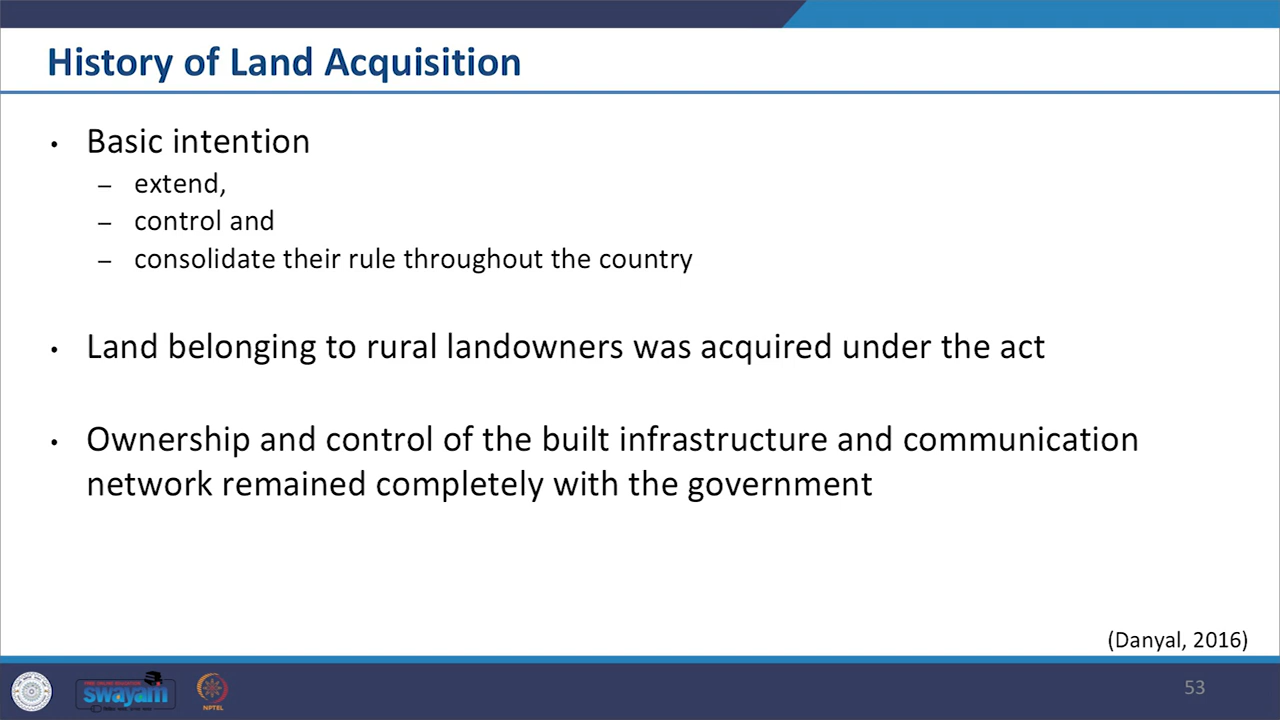 History of Land Acquisition
• Basic intention
– extend,
– control and
– consolidate their rule throughout the country
• Land belonging to rural landowners was acquired under the act
• Ownership and control of the built infrastructure and communication
network remained completely with the government
(Danyal, 2016)
swayam
NPTEL
53